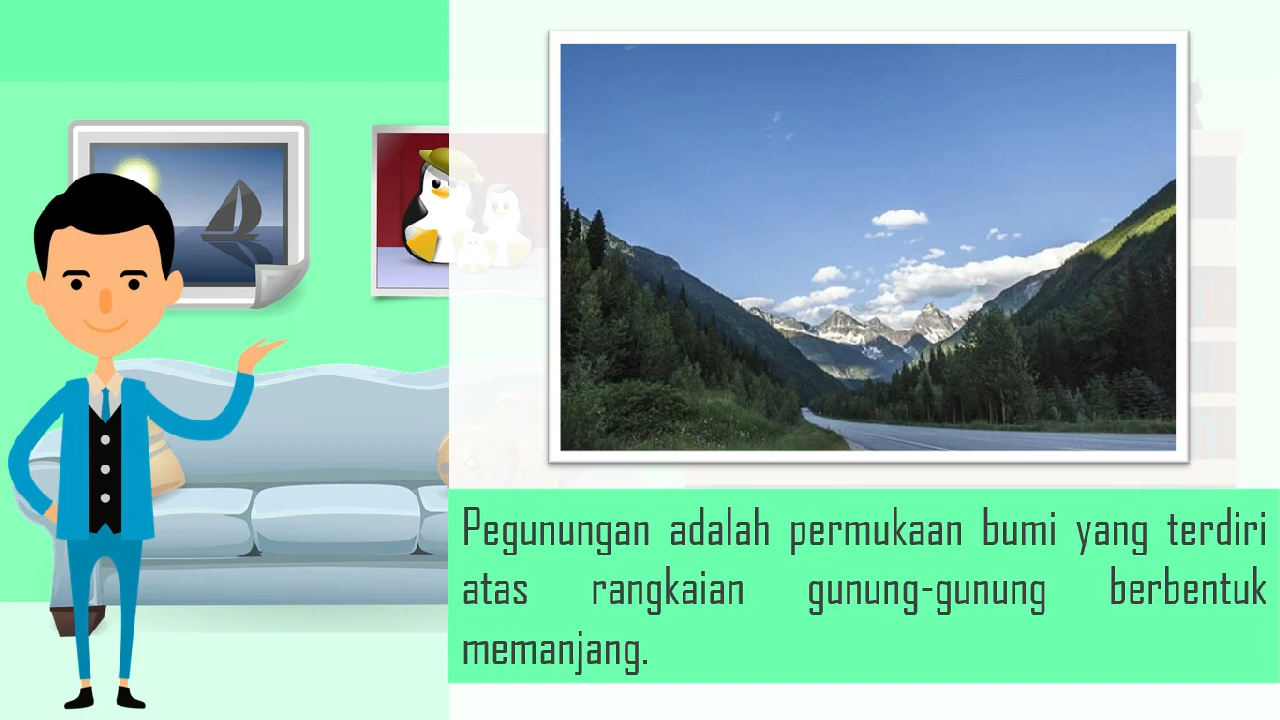 Pegunungan adalah permukaan bumi yang terdiri
atas rangkaian gunung-gunung berbentuk
memanjang.